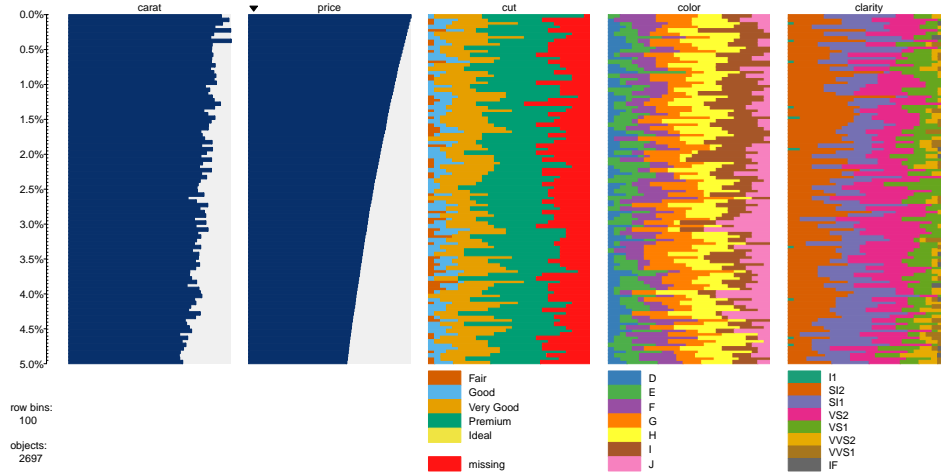 carat price cut color clarity
0.0%
0.5%
1.0%
1.5%
2.0%
2.5%
3.0%
3.5%
4.0%
4.5%
5.0%
row bins:
100
objects:
2697
Fair
Good
Very Good
Premium
Ideal
missing
D
E
F
G
H
I
J
I1
SI2
SI1
VS2
VS1
VVS2
VVS1
IF